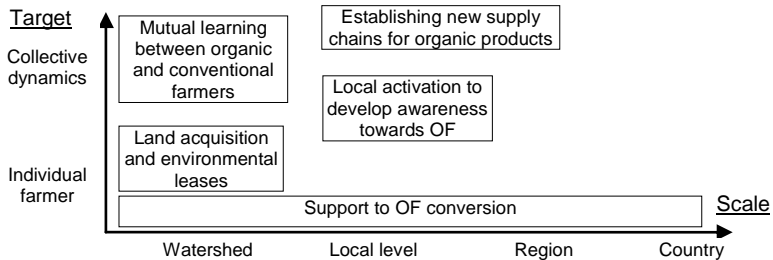 Target
Collective
dynamics
Individual
farmer
Mutual learning
between organic
and conventional
farmers
Establishing new supply
chains for organic products
Local activation to
develop awareness
towards OF
Land acquisition
and environmental
leases
Support to OF conversion
Scale
Watershed
Local level
Region
Country